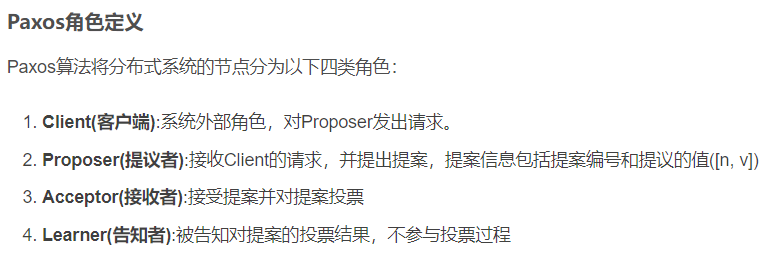 Paxos角色定义
Paxos算法将分布式系统的节点分为以下四类角色：
1. Client(客户端):系统外部角色，对Proposer发出请求。
2. Proposer(提议者):接收Client的请求，并提出提案，提案信息包括提案编号和提议的值([n, v])
3. Acceptor(接收者):接受提案并对提案投票
4. Learner(告知者):被告知对提案的投票结果，不参与投票过程